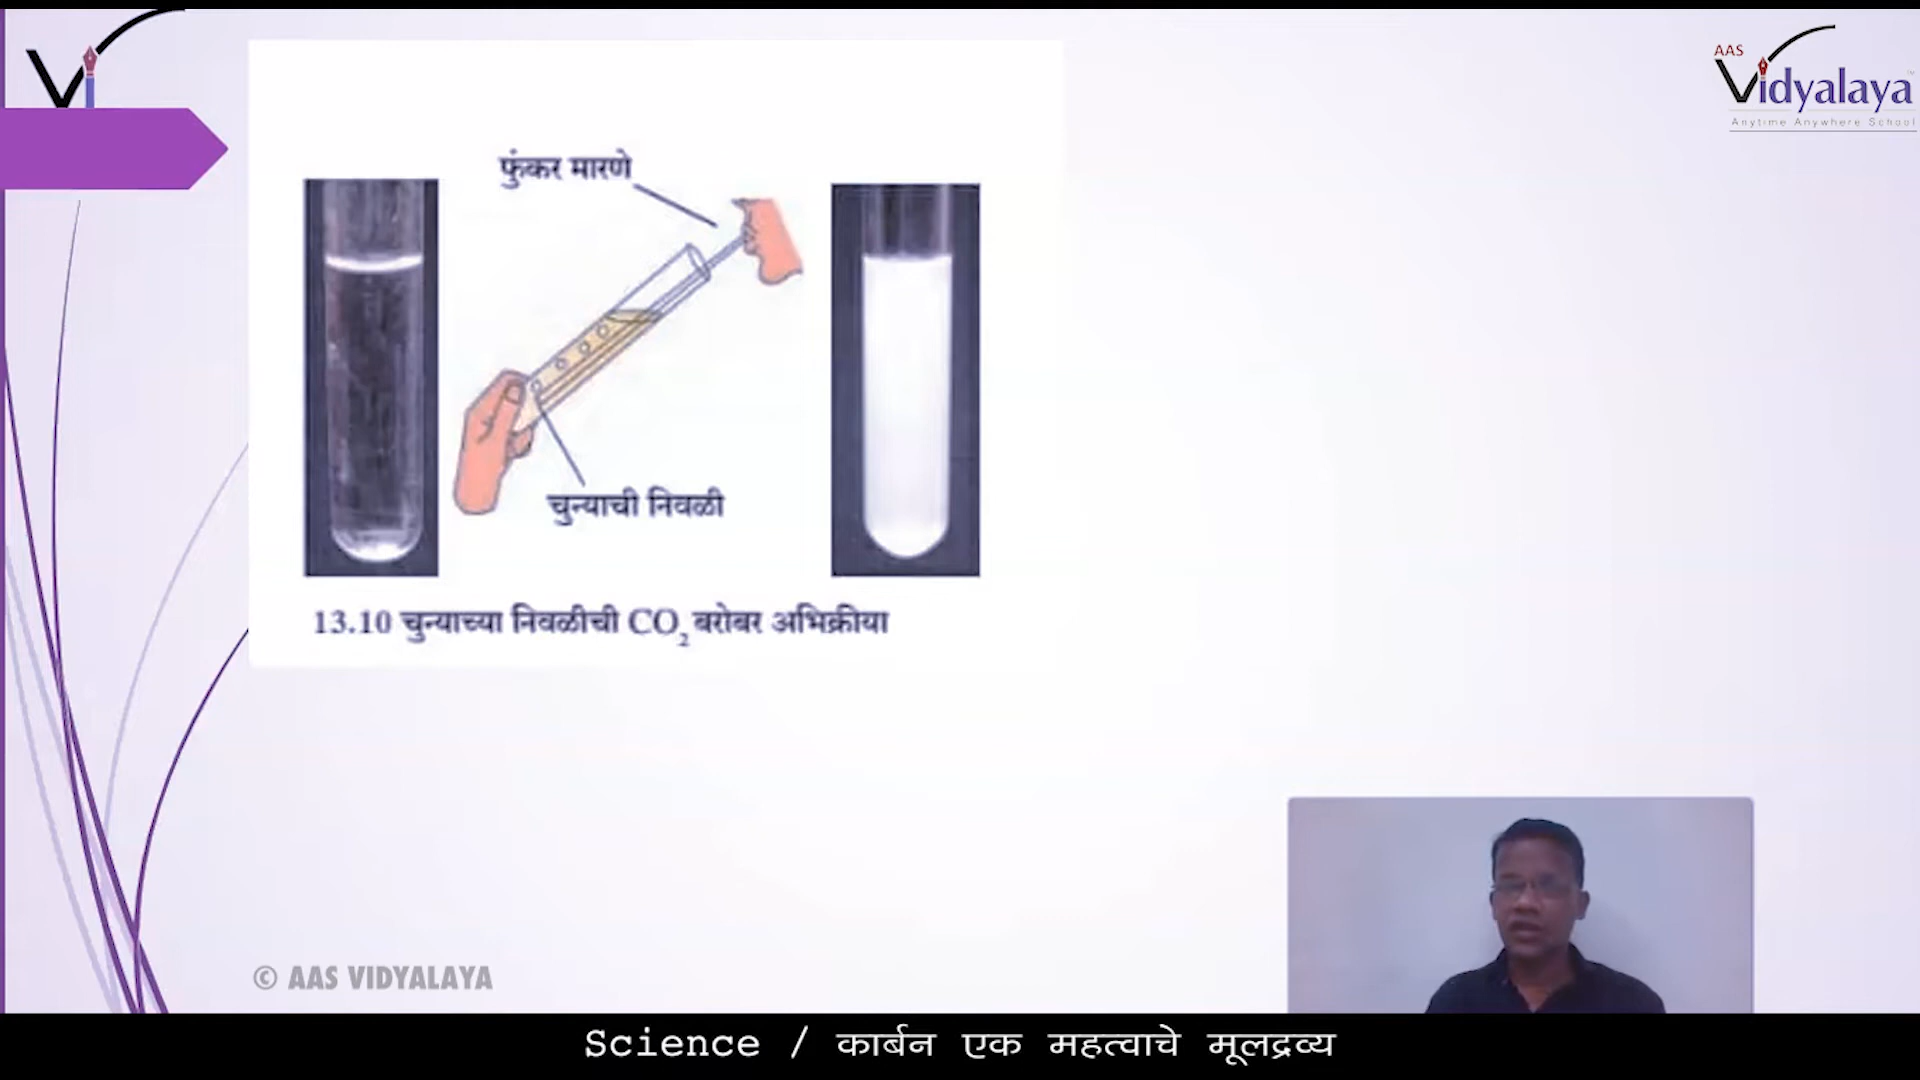 AAS
Vidyalaya
Anytime Anywhere School
फुंकर मारणे
चुन्याची निवळी
13.10 चुन्याच्या निवळीची CO₂ बरोबर अभिक्रीया
© AAS VIDYALAYA
Science / कार्बन एक महत्वाचे मूलद्रव्य